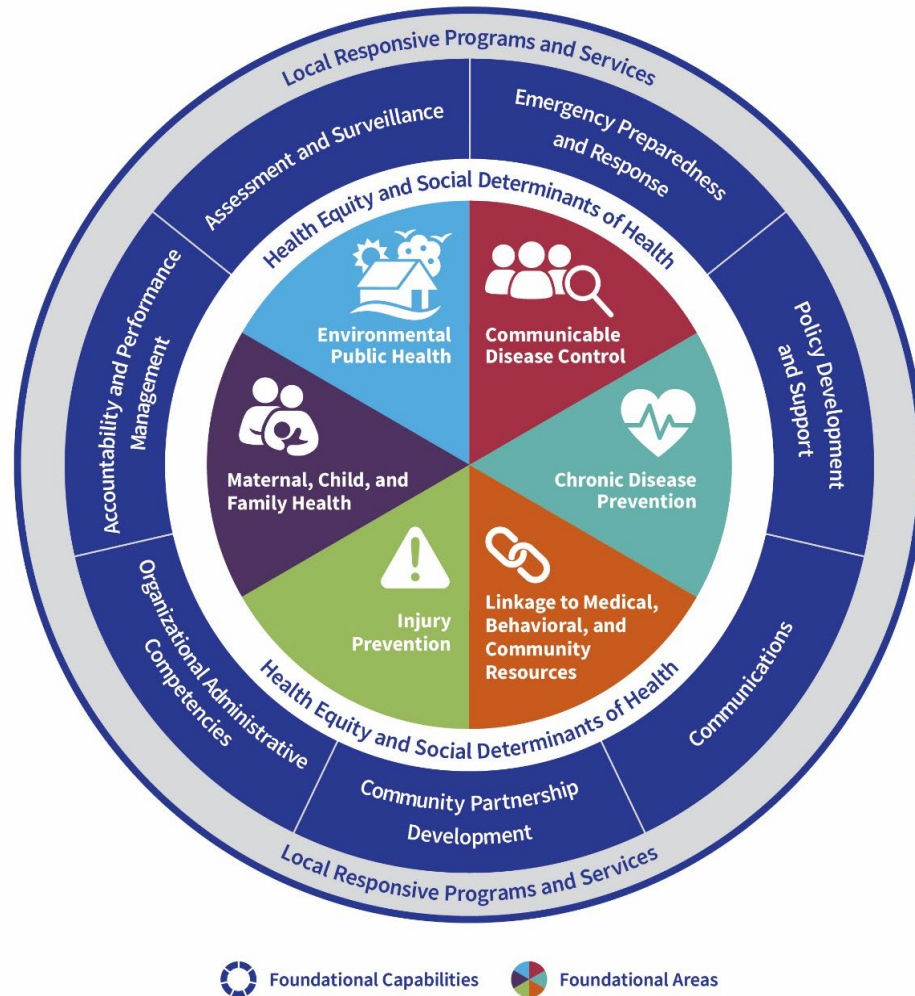 Local Responsive Programs and Services
Assessment and Surveillance
Emergency Preparedness
and Response
Policy Development
and Support
Communications
Community Partnership
Development
Organizational Administrative
Competencies
Accountability and Performance
Management
Health Equity and Social Determinants of Health
Environmental
Public Health
Communicable
Disease Control
Chronic Disease
Prevention
Linkage to Medical,
Behavioral, and
Community
Resources
Injury
Prevention
Maternal, Child, and
Family Health
Health Equity and Social Determinants of Health
Local Responsive Programs and Services
Foundational Capabilities
Foundational Areas